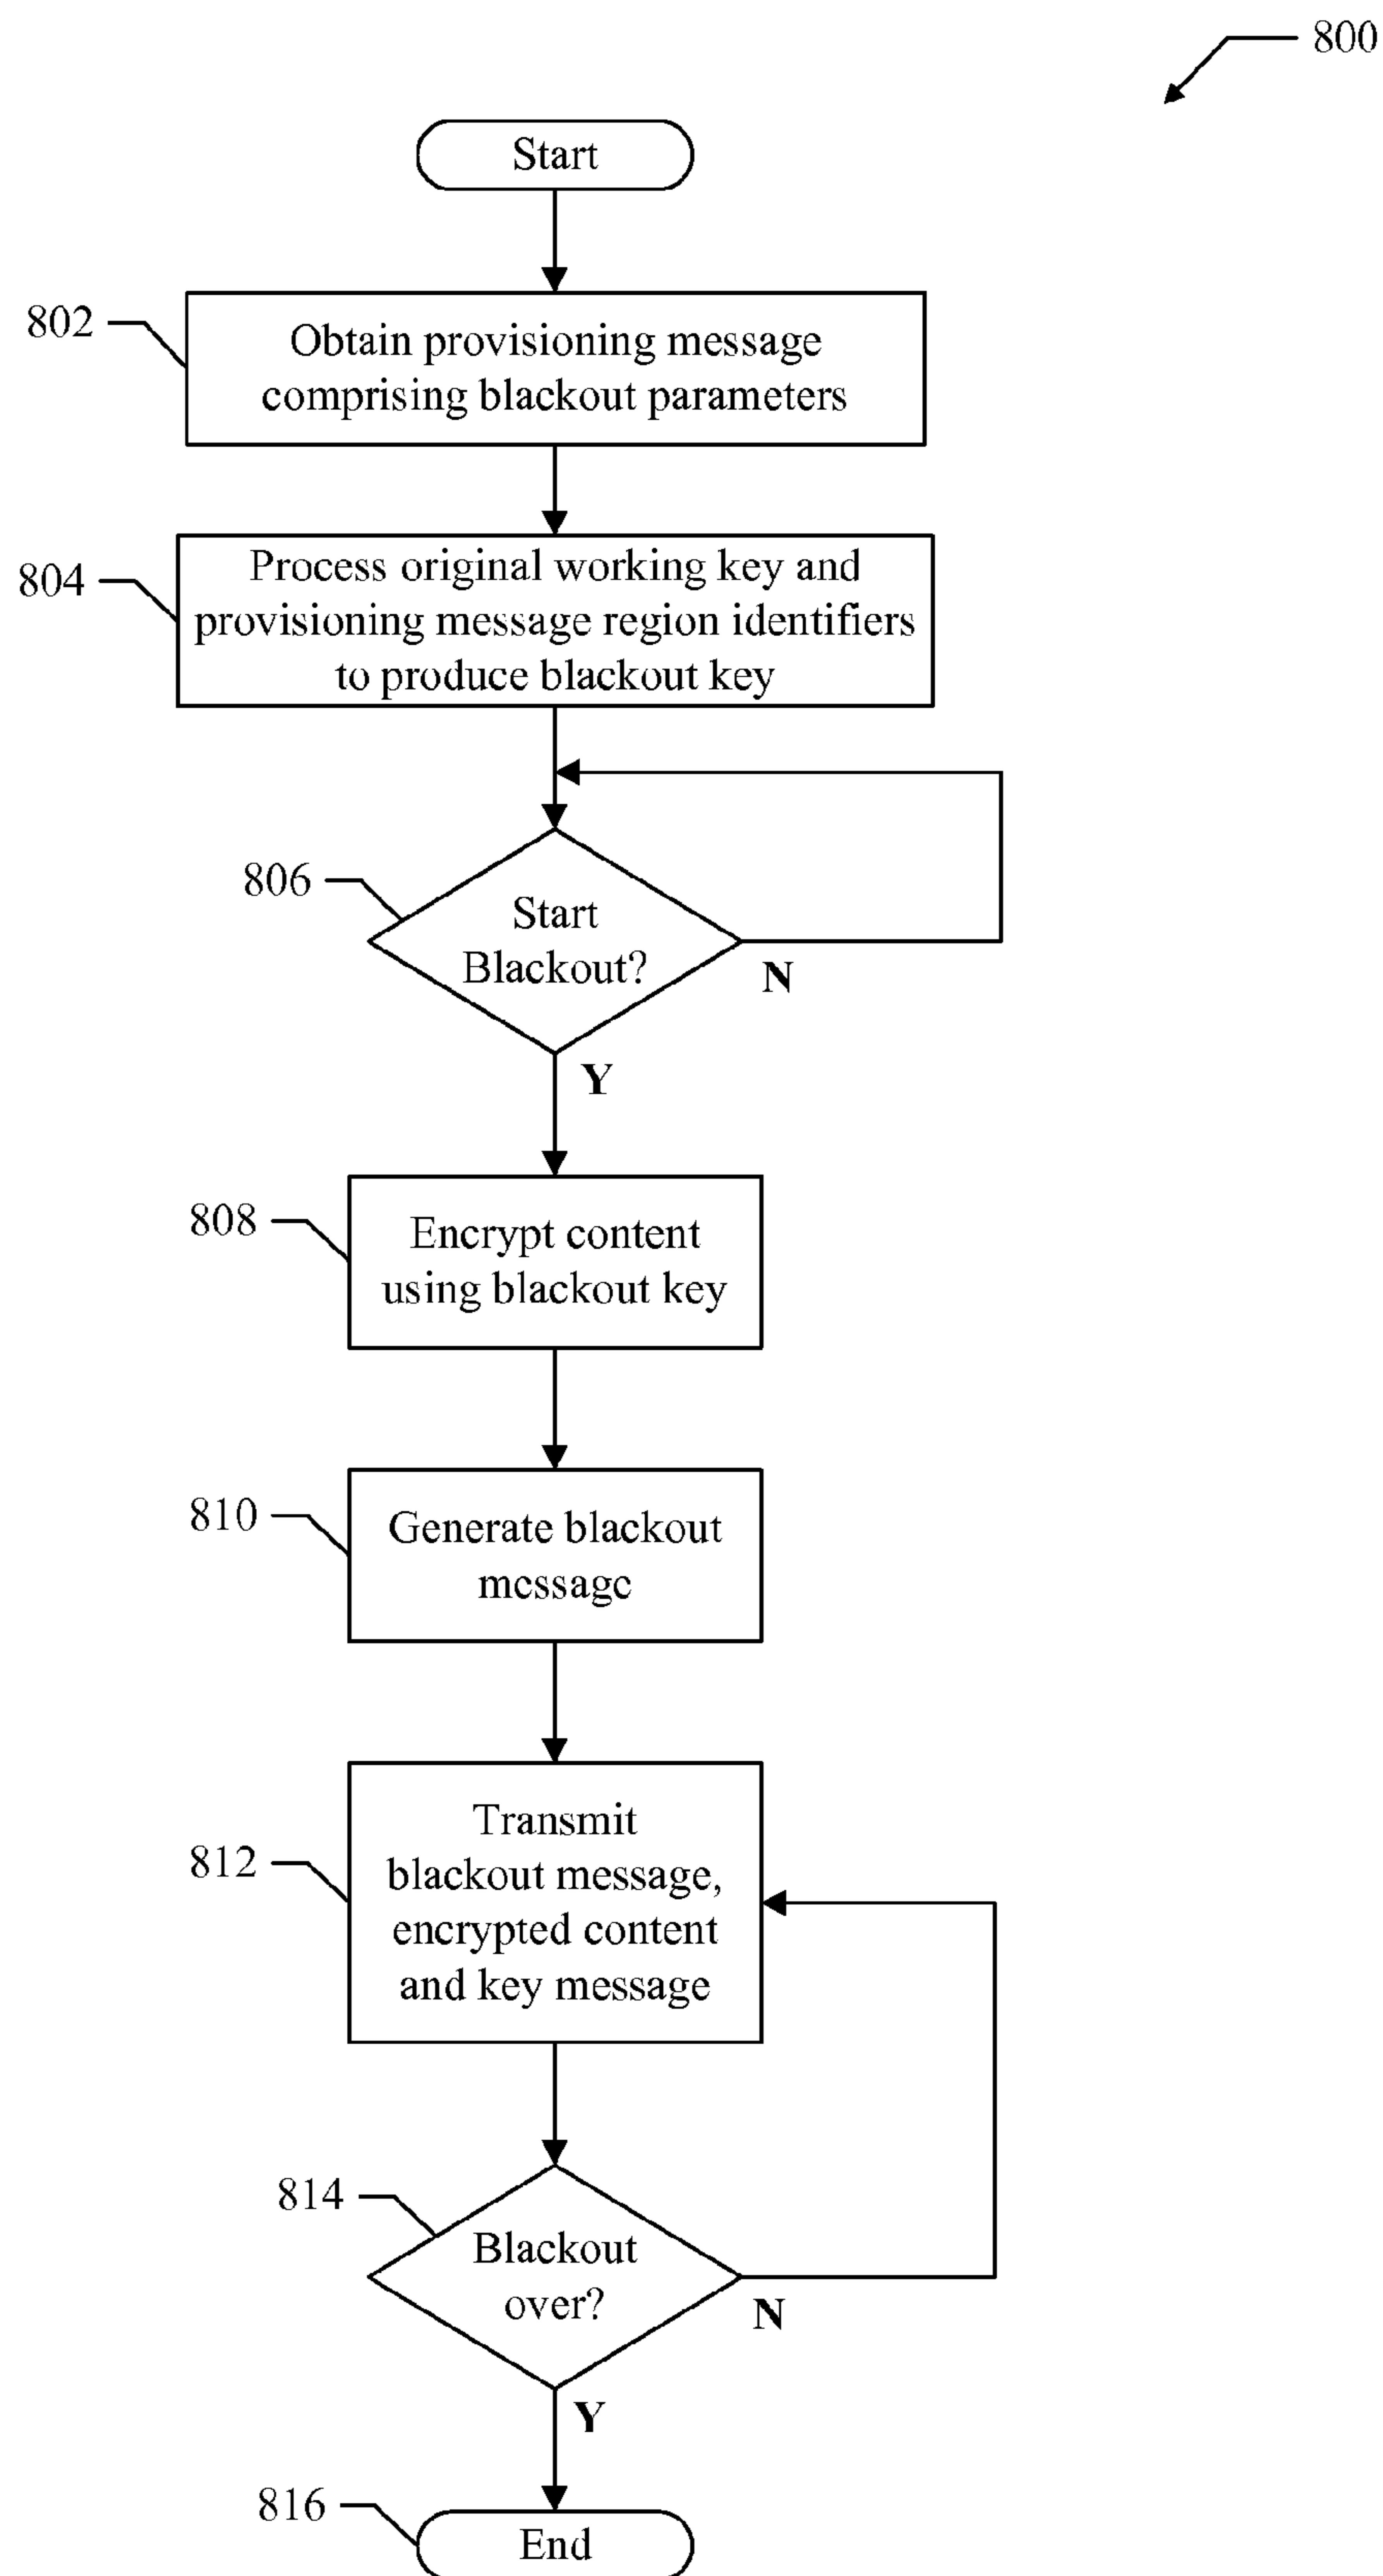 800
Start
802
Obtain provisioning message
comprising blackout parameters
804
Process original working key and
provisioning message region identifiers
to produce blackout key
806
Start
Blackout?
N
Y
808
Encrypt content
using blackout key
810
Generate blackout
message
812
Transmit
blackout message,
encrypted content
and key message
814
Blackout
over?
N
Y
816
End